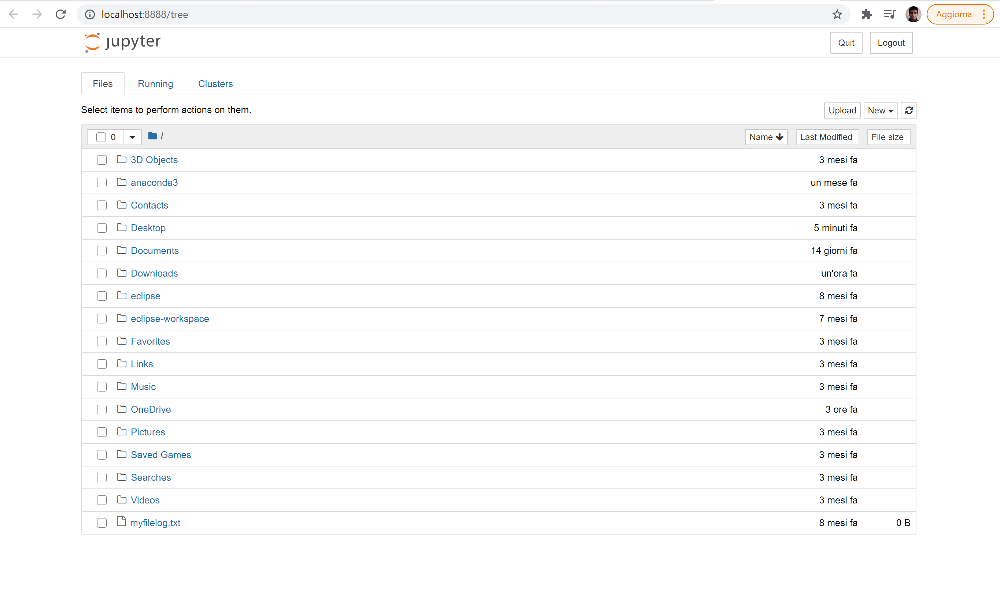 localhost:8888/tree
Aggiorna
jupyter
Quit Logout
Files Running Clusters
Select items to perform actions on them.
Upload New
0 / Name Last Modified File size
3D Objects 3 mesi fa
anaconda3 un mese fa
Contacts 3 mesi fa
Desktop 5 minuti fa
Documents 14 giorni fa
Downloads un'ora fa
eclipse 8 mesi fa
eclipse-workspace 7 mesi fa
Favorites 3 mesi fa
Links 3 mesi fa
Music 3 mesi fa
OneDrive 3 ore fa
Pictures 3 mesi fa
Saved Games 3 mesi fa
Searches 3 mesi fa
Videos 3 mesi fa
myfilelog.txt 8 mesi fa 0 B